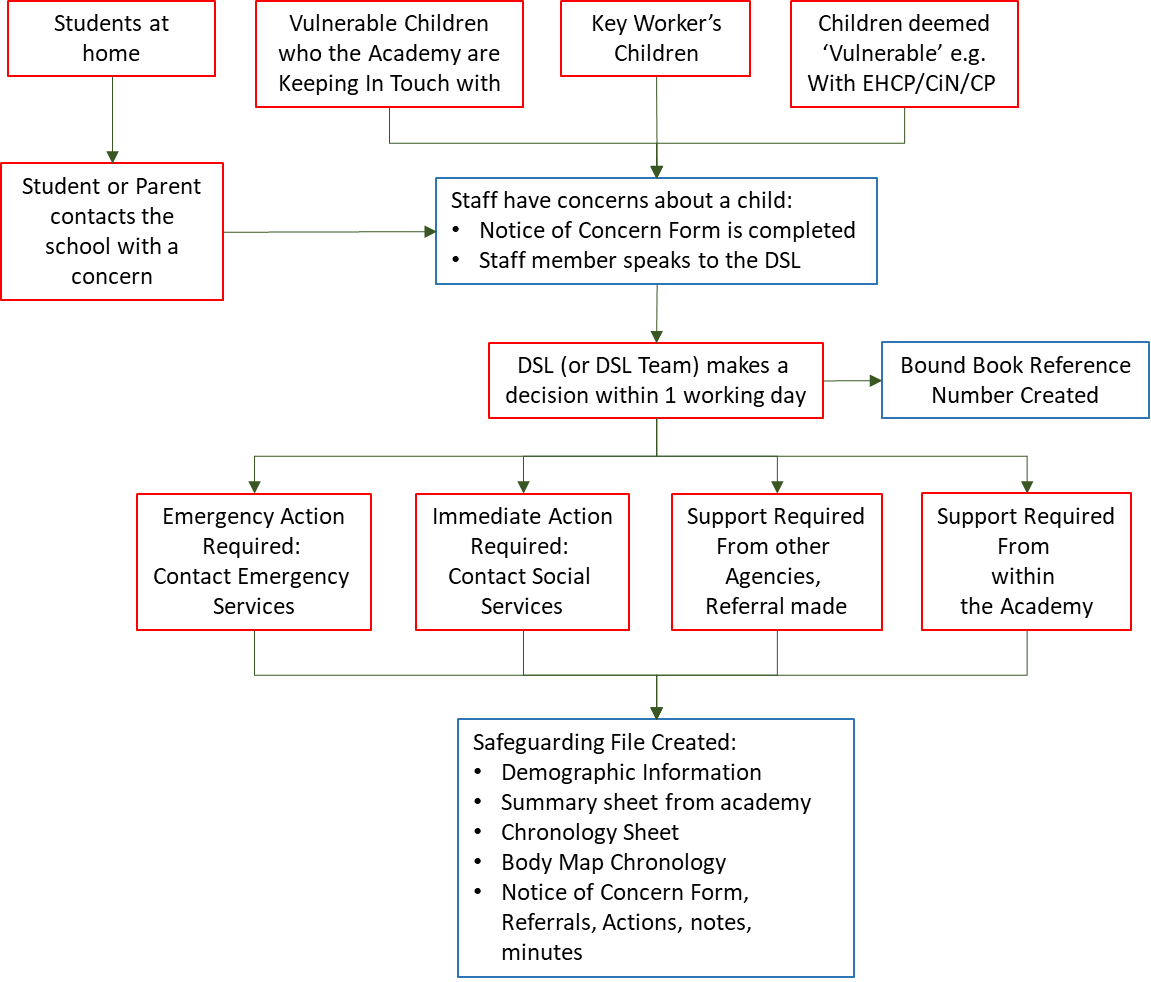 Students at
home
Vulnerable Children
who the Academy are
Keeping In Touch with
Key Worker’s
Children
Children deemed
‘Vulnerable’ e.g.
With EHCP/CiN/CP
Student or Parent
contacts the
school with a
concern
Staff have concerns about a child:
• Notice of Concern Form is completed
• Staff member speaks to the DSL
DSL (or DSL Team) makes a
decision within 1 working day
Bound Book Reference
Number Created
Emergency Action
Required:
Contact Emergency
Services
Immediate Action
Required:
Contact Social
Services
Support Required
From other
Agencies,
Referral made
Support Required
From
within
the Academy
Safeguarding File Created:
• Demographic Information
• Summary sheet from academy
• Chronology Sheet
• Body Map Chronology
• Notice of Concern Form,
Referrals, Actions, notes,
minutes